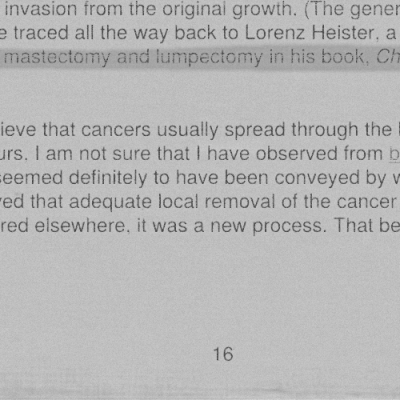 invasion from the original growth. (The gener
e traced all the way back to Lorenz Heister, a
mastectomy and lumpectomy in his book, Ch
ieve that cancers usually spread through the
urs. I am not sure that I have observed from b
seemed definitely to have been conveyed by w
ved that adequate local removal of the cancer
red elsewhere, it was a new process. That be
16